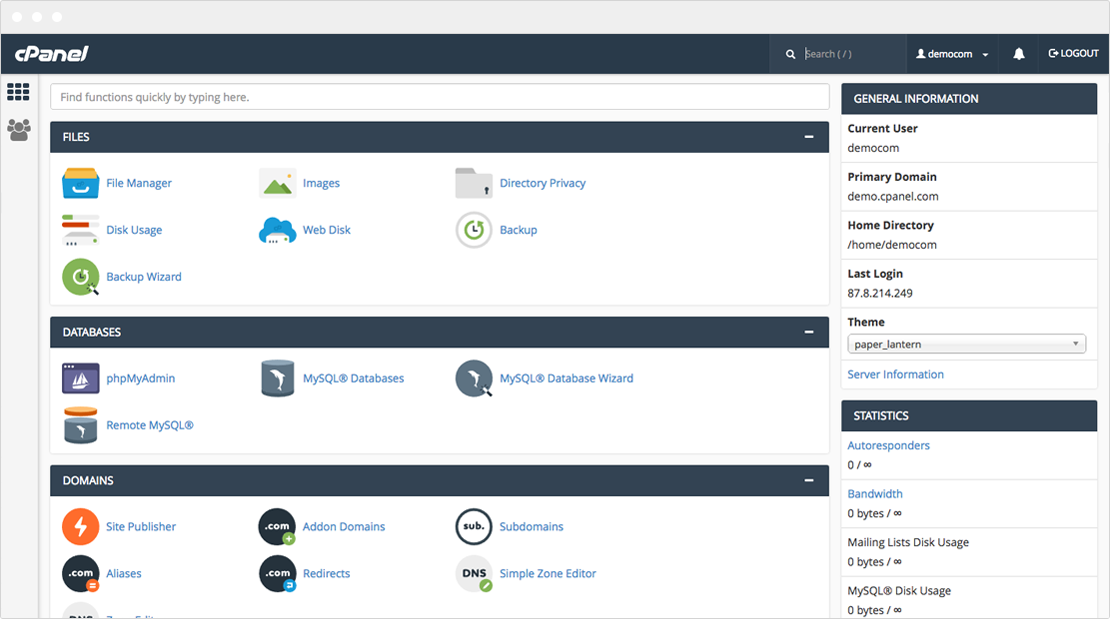 cPanel
Search ( / )
democom
LOGOUT
Find functions quickly by typing here.
FILES
File Manager
Images
Directory Privacy
Disk Usage
Web Disk
Backup
Backup Wizard
DATABASES
phpMyAdmin
MySQL® Databases
MySQL® Database Wizard
Remote MySQL®
DOMAINS
Site Publisher
.com
Addon Domains
sub.
Subdomains
.com
Aliases
.com
Redirects
DNS
Simple Zone Editor
GENERAL INFORMATION
Current User
democom
Primary Domain
demo.cpanel.com
Home Directory
/home/democom
Last Login
87.8.214.249
Theme
paper_lantern
Server Information
STATISTICS
Autoresponders
0 / ∞
Bandwidth
0 bytes / ∞
Mailing Lists Disk Usage
0 bytes / ∞
MySQL® Disk Usage
0 bytes / ∞